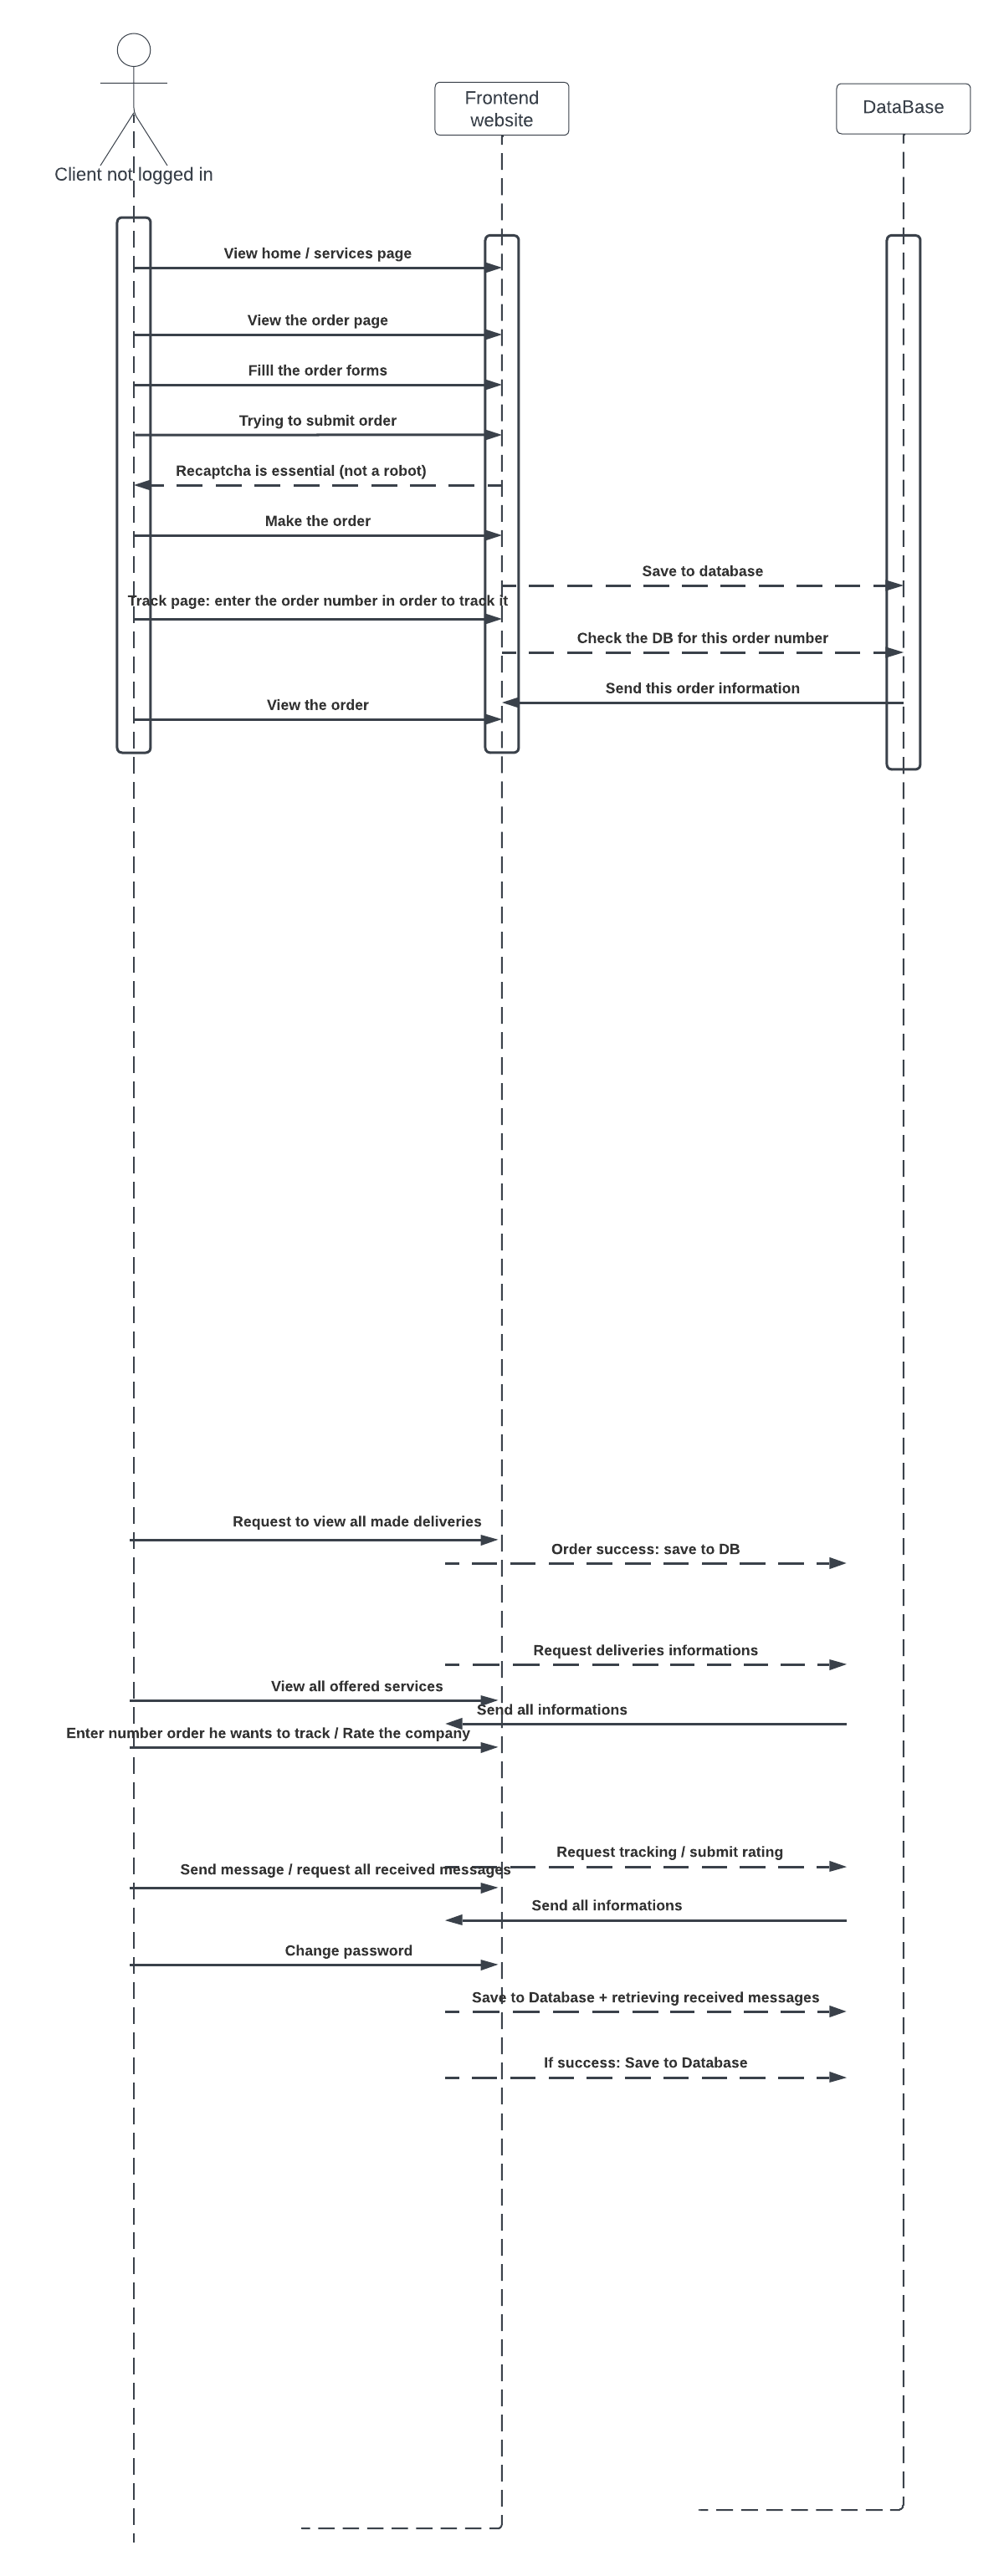 Frontend
website
DataBase
Client not logged in
View home / services page
View the order page
Filll the order forms
Trying to submit order
Recaptcha is essential (not a robot)
Make the order
Save to database
Track page: enter the order number in order to track it
Check the DB for this order number
Send this order information
View the order
Request to view all made deliveries
Order success: save to DB
Request deliveries informations
View all offered services
Send all informations
Enter number order he wants to track / Rate the company
Request tracking / submit rating
Send message / request all received messages
Send all informations
Change password
Save to Database + retrieving received messages
If success: Save to Database